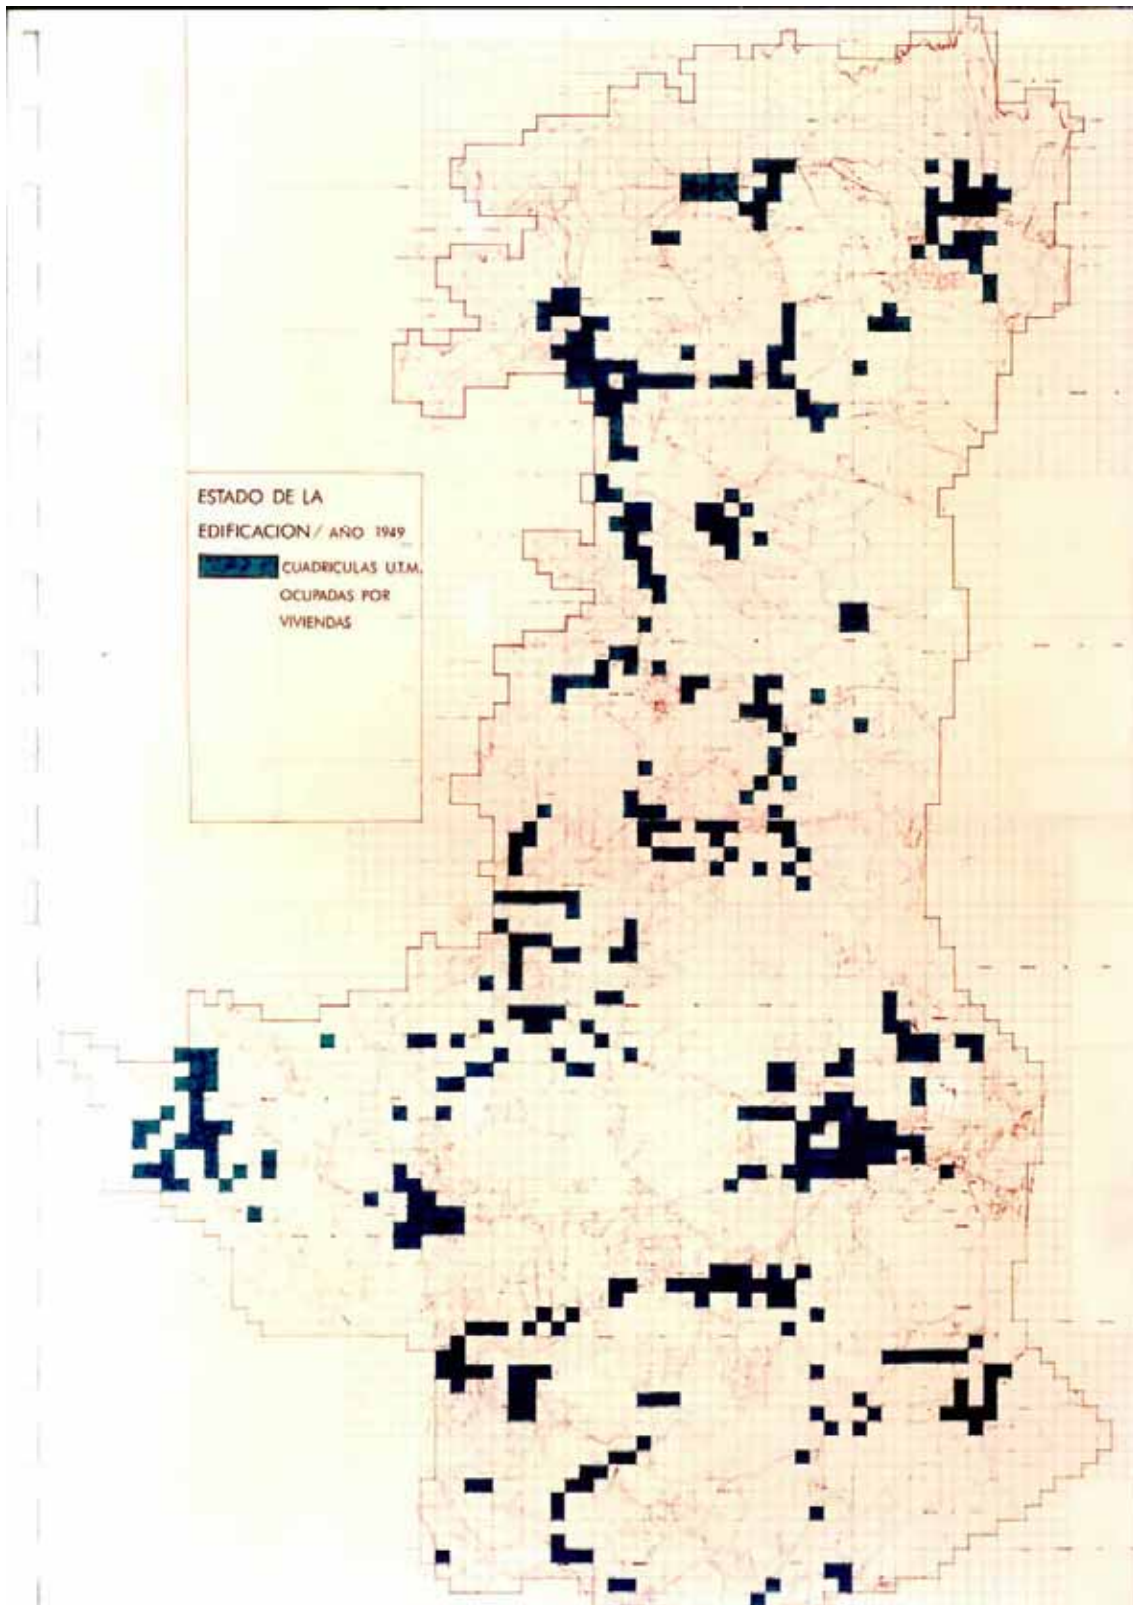 ESTADO DE LA
EDIFICACION / AÑO 1949
CUADRICULAS U.T.M.
OCUPADAS POR
VIVIENDAS